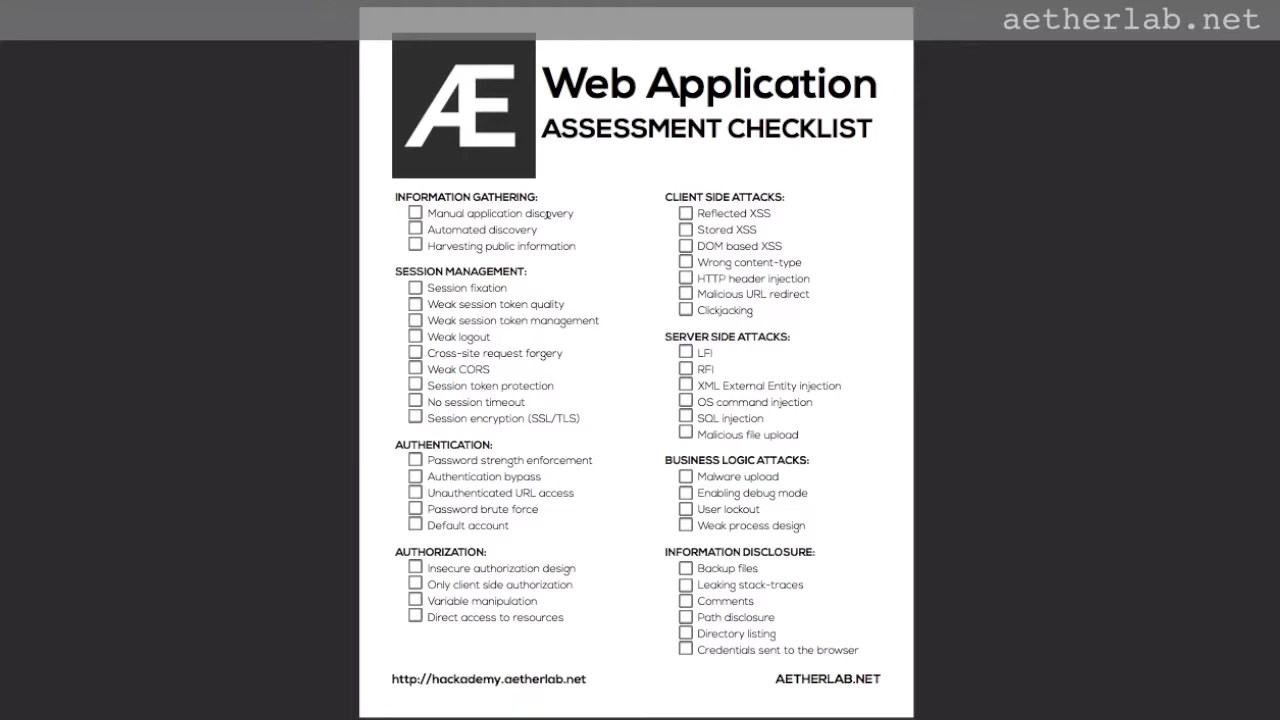 aetherlab.net
Æ
Web Application
ASSESSMENT CHECKLIST
INFORMATION GATHERING:
Manual application discovery
Automated discovery
Harvesting public information
SESSION MANAGEMENT:
Session fixation
Weak session token quality
Weak session token management
Weak logout
Cross-site request forgery
Weak CORS
Session token protection
No session timeout
Session encryption (SSL/TLS)
AUTHENTICATION:
Password strength enforcement
Authentication bypass
Unauthenticated URL access
Password brute force
Default account
AUTHORIZATION:
Insecure authorization design
Only client side authorization
Variable manipulation
Direct access to resources
CLIENT SIDE ATTACKS:
Reflected XSS
Stored XSS
DOM based XSS
Wrong content-type
HTTP header injection
Malicious URL redirect
Clickjacking
SERVER SIDE ATTACKS:
LFI
RFI
XML External Entity injection
OS command injection
SQL injection
Malicious file upload
BUSINESS LOGIC ATTACKS:
Malware upload
Enabling debug mode
User lockout
Weak process design
INFORMATION DISCLOSURE:
Backup files
Leaking stack-traces
Comments
Path disclosure
Directory listing
Credentials sent to the browser
http://hackademy.aetherlab.net
AETHERLAB.NET